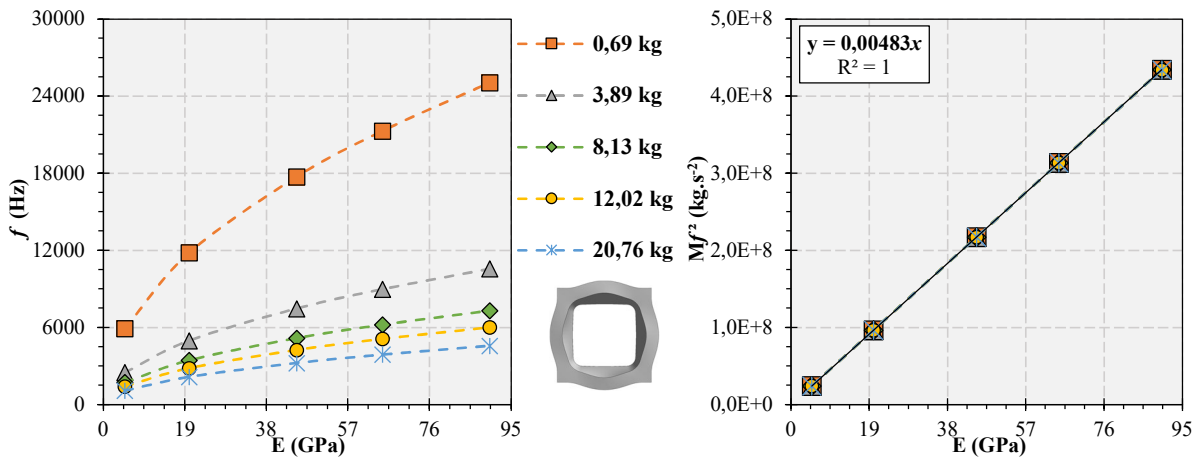 30000
24000
18000
12000
6000
0
f (Hz)
0 19 38 57 76 95
E (GPa)
0,69 kg
3,89 kg
8,13 kg
12,02 kg
20,76 kg
5,0E+8
4,0E+8
3,0E+8
2,0E+8
1,0E+8
0,0E+0
Mf² (kg.s⁻²)
y = 0,00483x
R² = 1
0 19 38 57 76 95
E (GPa)